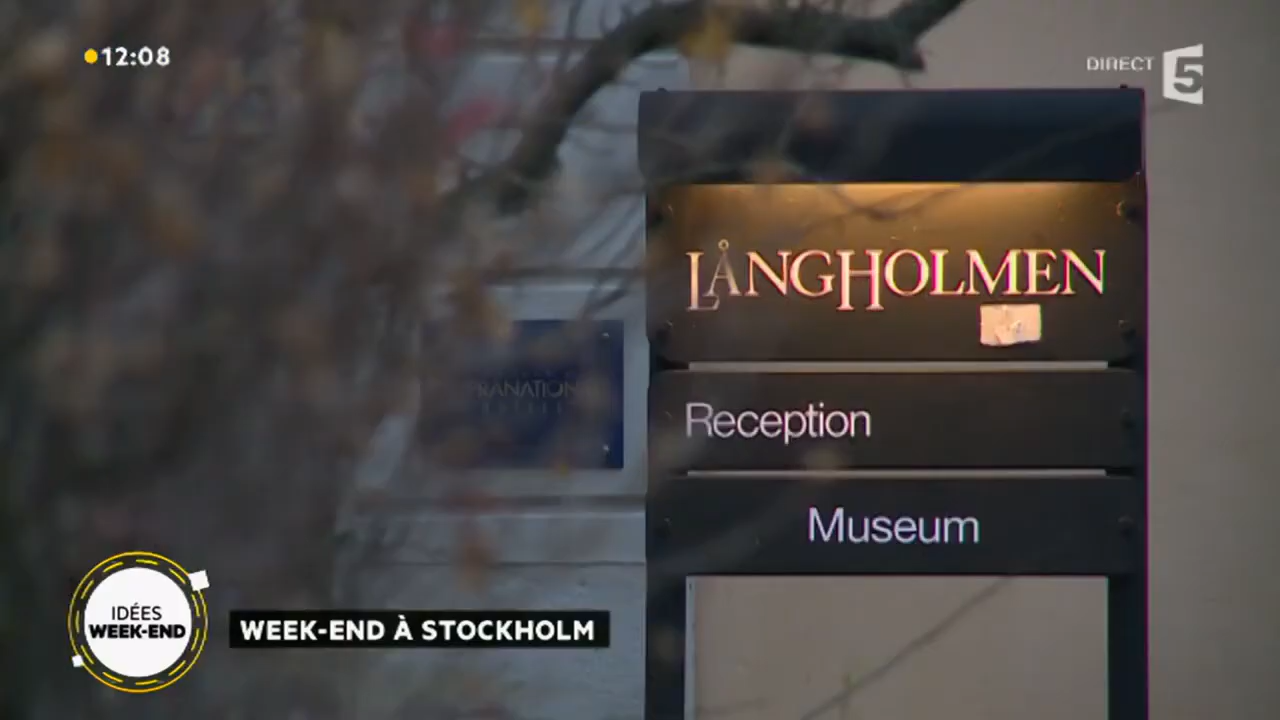 12:08
DIRECT 5
LÅNGHOLMEN
Reception
Museum
IDÉES
WEEK-END
WEEK-END À STOCKHOLM